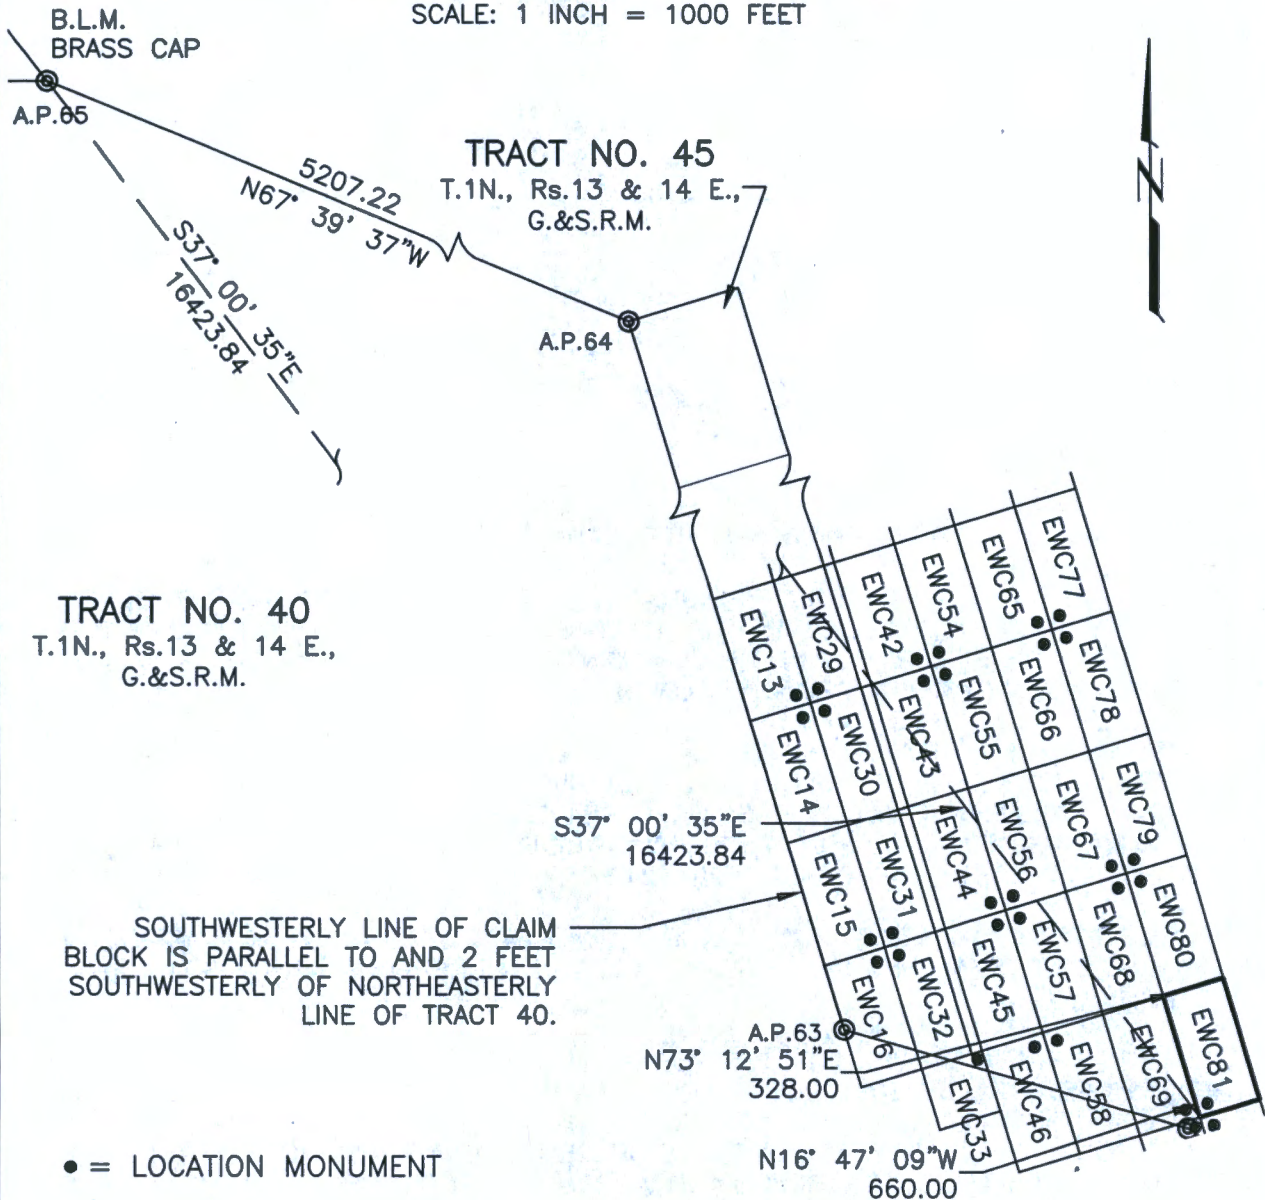 SCALE: 1 INCH = 1000 FEET
B.L.M.
BRASS CAP
A.P.65
5207.22
N67° 39' 37"W
TRACT NO. 45
T.1N., Rs.13 & 14 E.,
G.&S.R.M.
N
S37° 00' 35"E
16423.84
A.P.64
TRACT NO. 40
T.1N., Rs.13 & 14 E.,
G.&S.R.M.
EWC13
EWC29
EWC42
EWC54
EWC65
EWC77
EWC14
EWC30
EWC43
EWC55
EWC66
EWC78
S37° 00' 35"E
16423.84
EWC15
EWC31
EWC44
EWC56
EWC67
EWC79
SOUTHWESTERLY LINE OF CLAIM
BLOCK IS PARALLEL TO AND 2 FEET
SOUTHWESTERLY OF NORTHEASTERLY
LINE OF TRACT 40.
EWC16
EWC32
EWC45
EWC57
EWC68
EWC80
A.P.63
N73° 12' 51"E
328.00
EWC33
EWC46
EWC58
EWC69
EWC81
N16° 47' 09"W
660.00
● = LOCATION MONUMENT